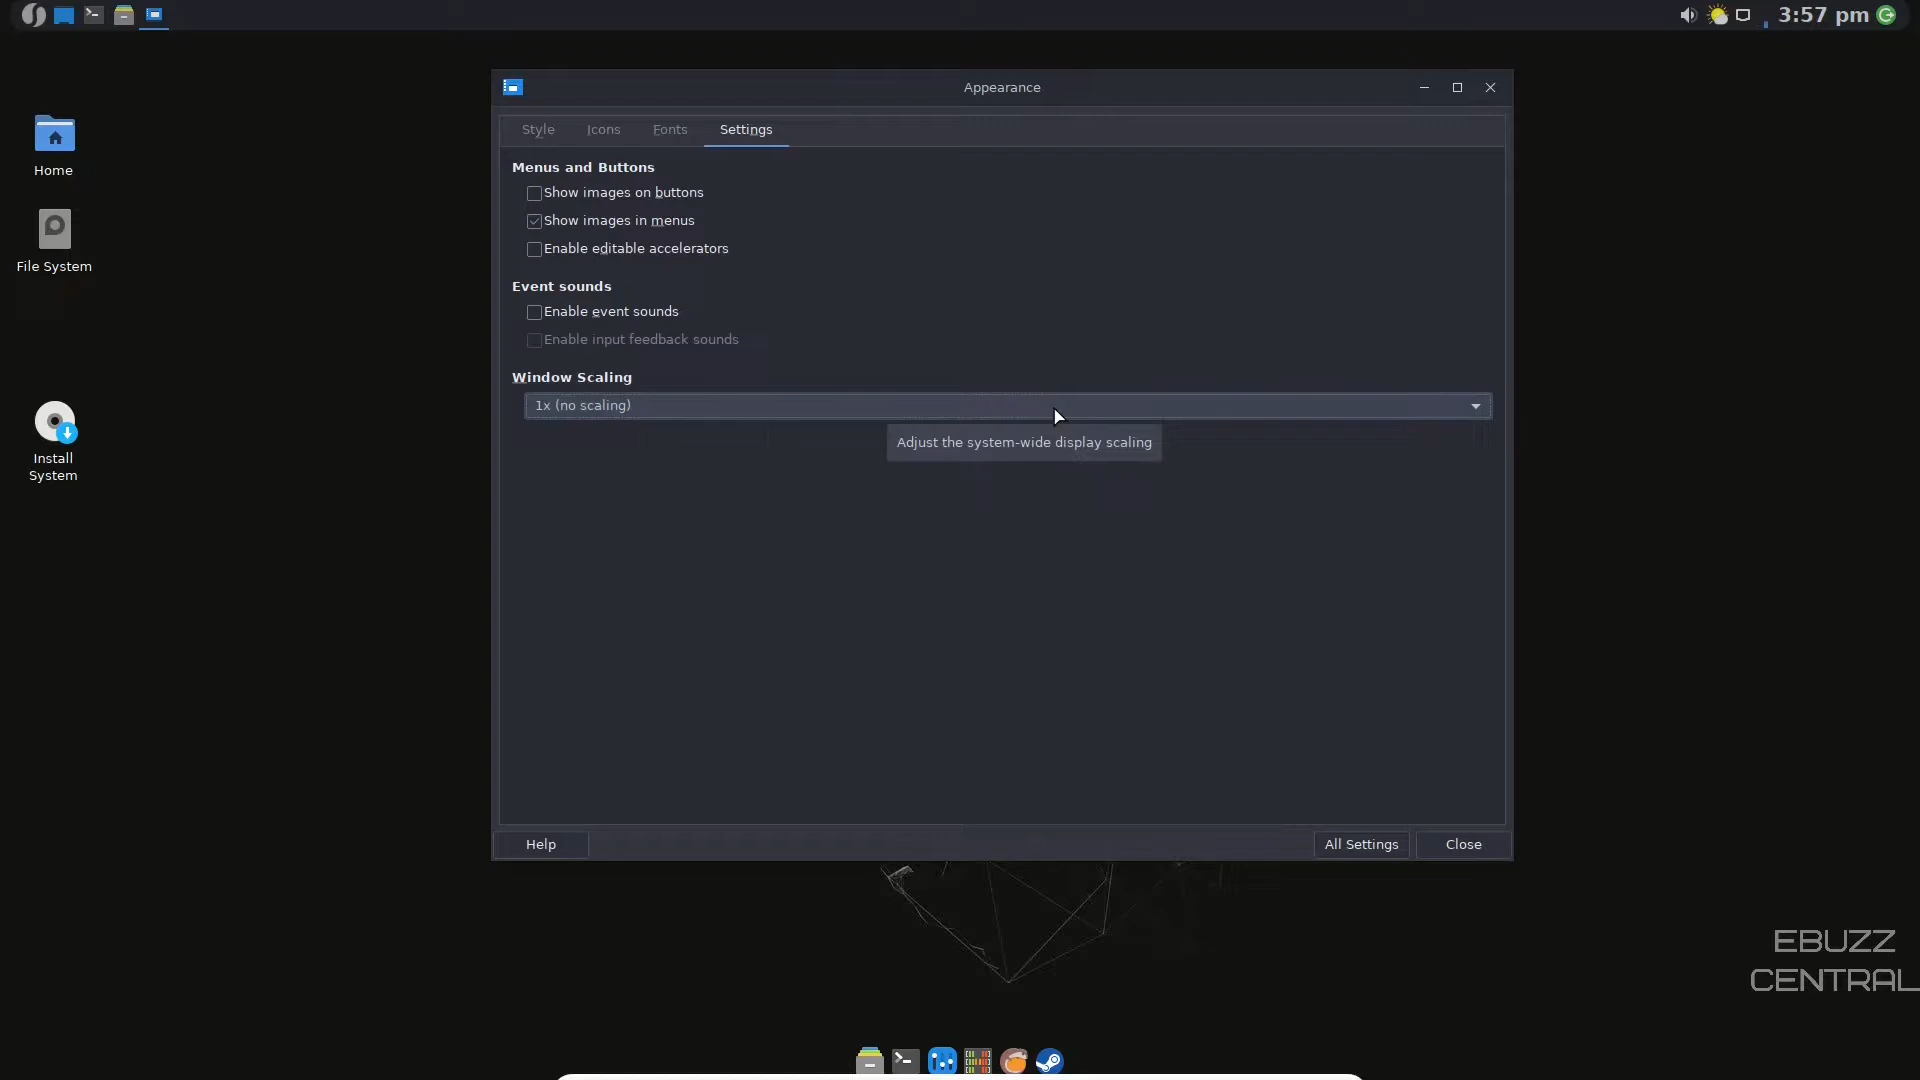 3:57 pm
Appearance
Style
Icons
Fonts
Settings
Home
File System
Install
System
Menus and Buttons
Show images on buttons
Show images in menus
Enable editable accelerators
Event sounds
Enable event sounds
Enable input feedback sounds
Window Scaling
1x (no scaling)
Adjust the system-wide display scaling
Help
All Settings
Close
EBUZZ
CENTRAL